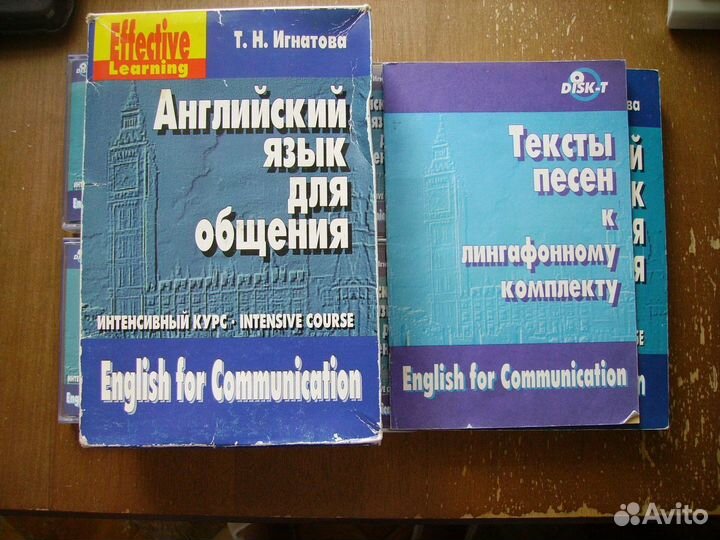 Effective
Learning
Т. Н. Игнатова
Английский
язык
для
общения
ИНТЕНСИВНЫЙ КУРС - INTENSIVE COURSE
English for Communication
DISK-T
Тексты
песен
к
лингафонному
комплекту
English for Communication
Avito